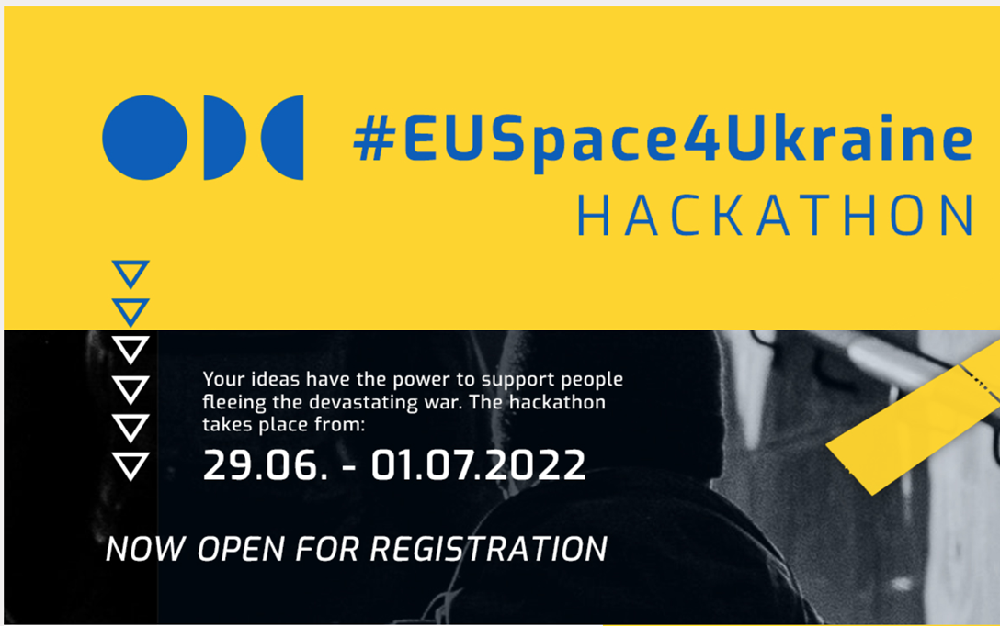 #EUSpace4Ukraine
HACKATHON
Your ideas have the power to support people
fleeing the devastating war. The hackathon
takes place from:
29.06. - 01.07.2022
NOW OPEN FOR REGISTRATION